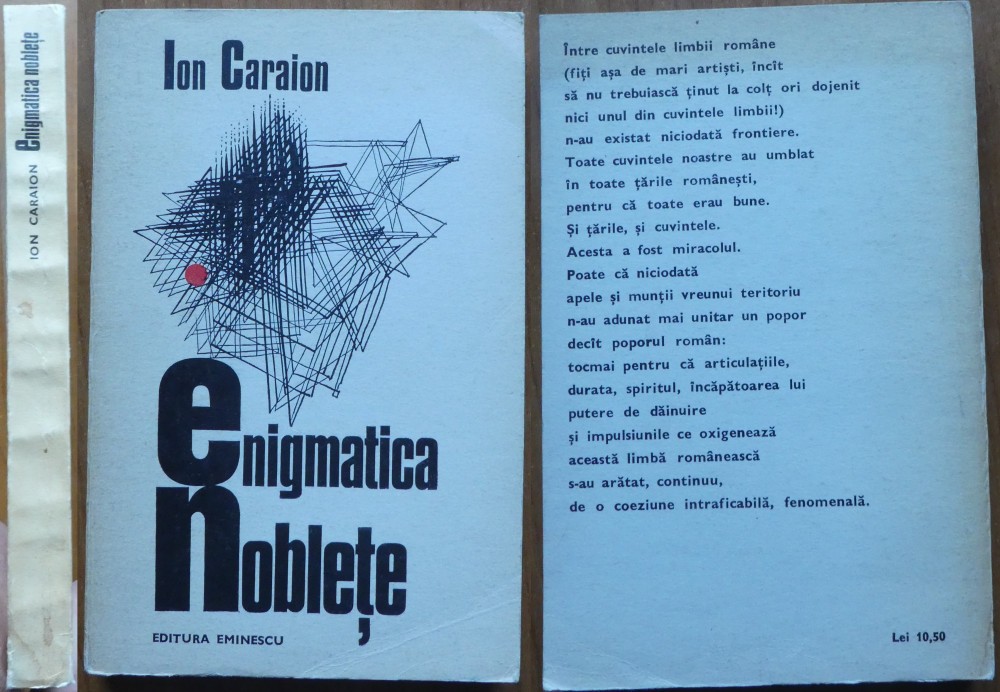 ION CARAION enigmatica noblețe
Ion Caraion
enigmatica
noblețe
EDITURA EMINESCU
Între cuvintele limbii române
(fiți așa de mari artiști, încît
să nu trebuiască ținut la colț ori dojenit
nici unul din cuvintele limbii!)
n-au existat niciodată frontiere.
Toate cuvintele noastre au umblat
în toate țările românești,
pentru că toate erau bune.
Și țările, și cuvintele.
Acesta a fost miracolul.
Poate că niciodată
apele și munții vreunui teritoriu
n-au adunat mai unitar un popor
decît poporul român:
tocmai pentru că articulațiile,
durata, spiritul, încăpătoarea lui
putere de dăinuire
și impulsiunile ce oxigenează
această limbă românească
s-au arătat, continuu,
de o coeziune intraficabilă, fenomenală.
Lei 10,50